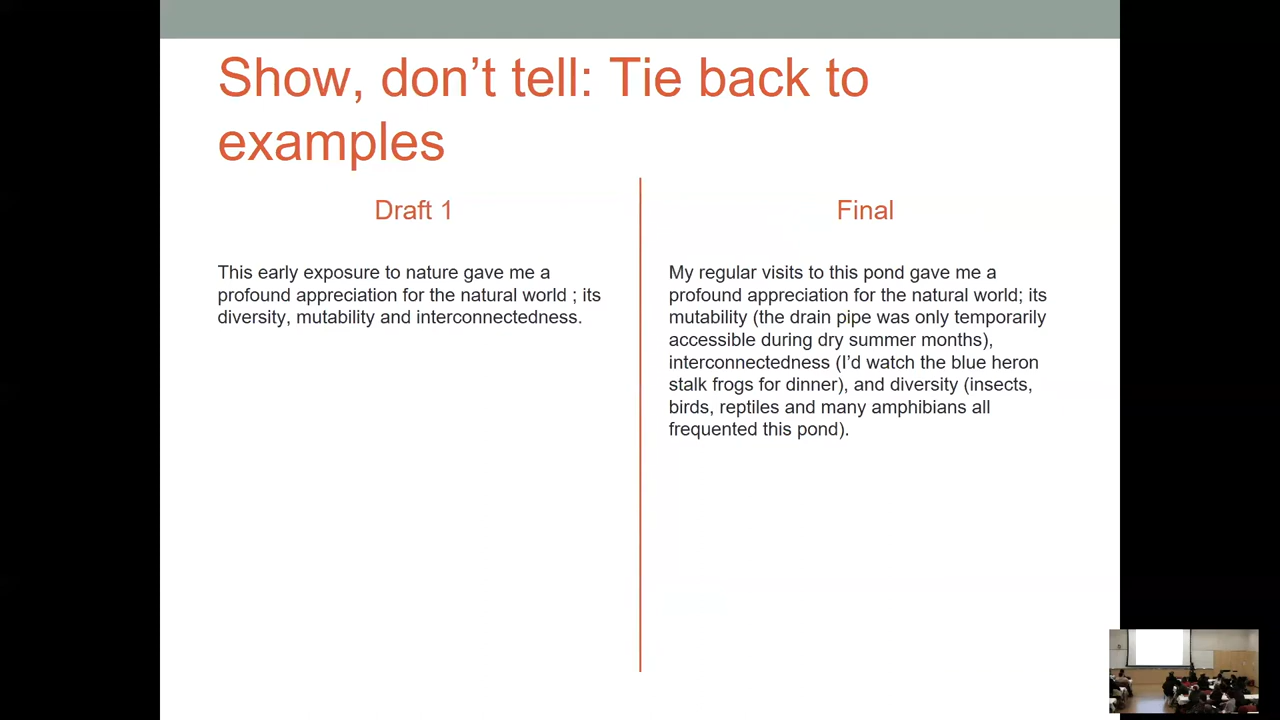 Show, don’t tell: Tie back to
examples
Draft 1
This early exposure to nature gave me a
profound appreciation for the natural world ; its
diversity, mutability and interconnectedness.
Final
My regular visits to this pond gave me a
profound appreciation for the natural world; its
mutability (the drain pipe was only temporarily
accessible during dry summer months),
interconnectedness (I’d watch the blue heron
stalk frogs for dinner), and diversity (insects,
birds, reptiles and many amphibians all
frequented this pond).